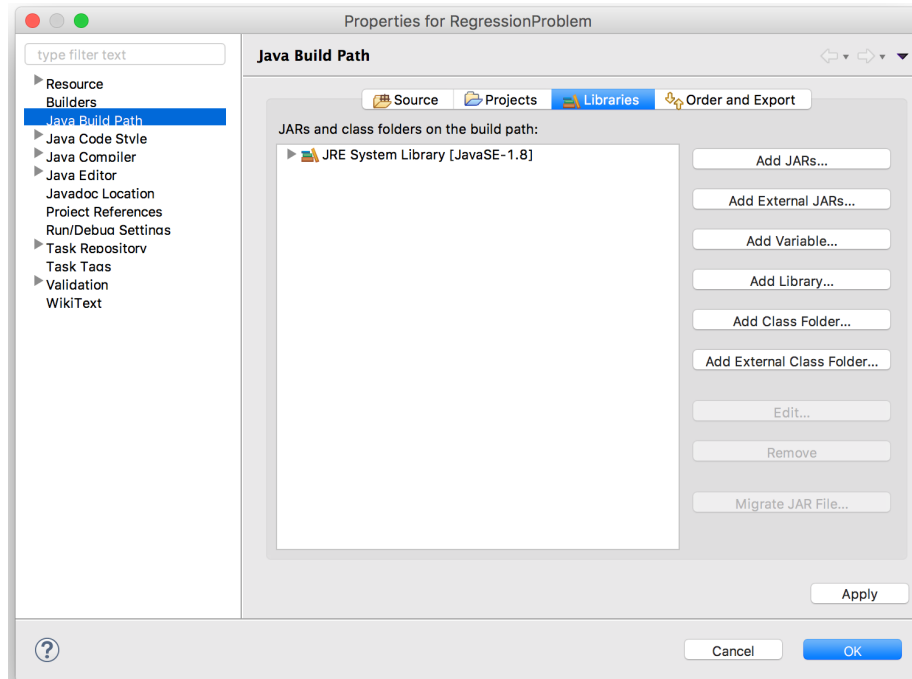 Properties for RegressionProblem
type filter text
Resource
Builders
Java Build Path
Java Code Style
Java Compiler
Java Editor
Javadoc Location
Project References
Run/Debug Settings
Task Repository
Task Tags
Validation
WikiText
Java Build Path
Source Projects Libraries Order and Export
JARs and class folders on the build path:
JRE System Library [JavaSE-1.8]
Add JARs...
Add External JARs...
Add Variable...
Add Library...
Add Class Folder...
Add External Class Folder...
Edit...
Remove
Migrate JAR File...
Apply
?
Cancel OK